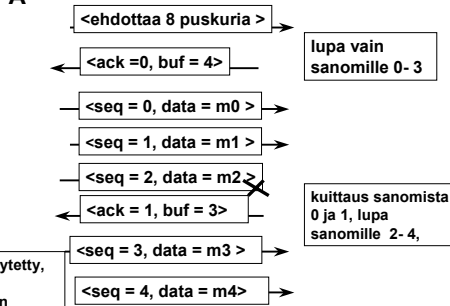 A
<ehdottaa 8 puskuria >
lupa vain
sanomille 0- 3
<ack =0, buf = 4>
<seq = 0, data = m0 >
<seq = 1, data = m1 >
<seq = 2, data = m2 >
kuittaus sanomista
0 ja 1, lupa
sanomille 2- 4,
<ack = 1, buf = 3>
<seq = 3, data = m3 >
<seq = 4, data = m4>